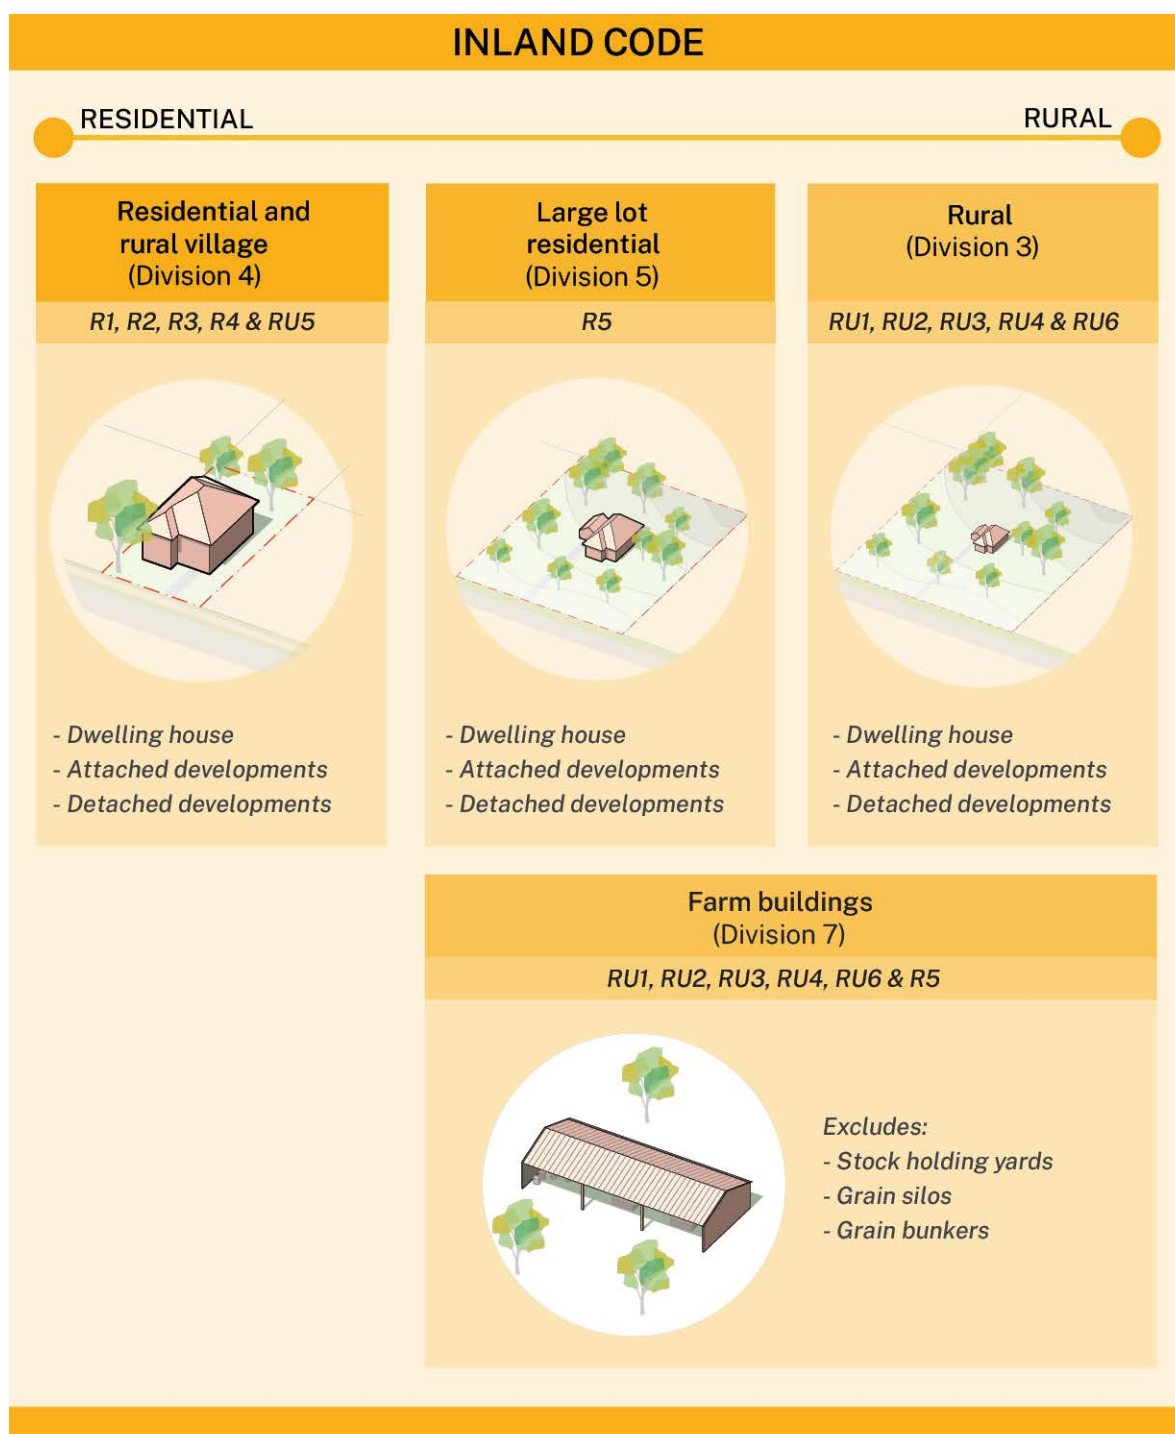 INLAND CODE
RESIDENTIAL
RURAL
Residential and
rural village
(Division 4)
R1, R2, R3, R4 & RU5
- Dwelling house
- Attached developments
- Detached developments
Large lot
residential
(Division 5)
R5
- Dwelling house
- Attached developments
- Detached developments
Rural
(Division 3)
RU1, RU2, RU3, RU4 & RU6
- Dwelling house
- Attached developments
- Detached developments
Farm buildings
(Division 7)
RU1, RU2, RU3, RU4, RU6 & R5
Excludes:
- Stock holding yards
- Grain silos
- Grain bunkers